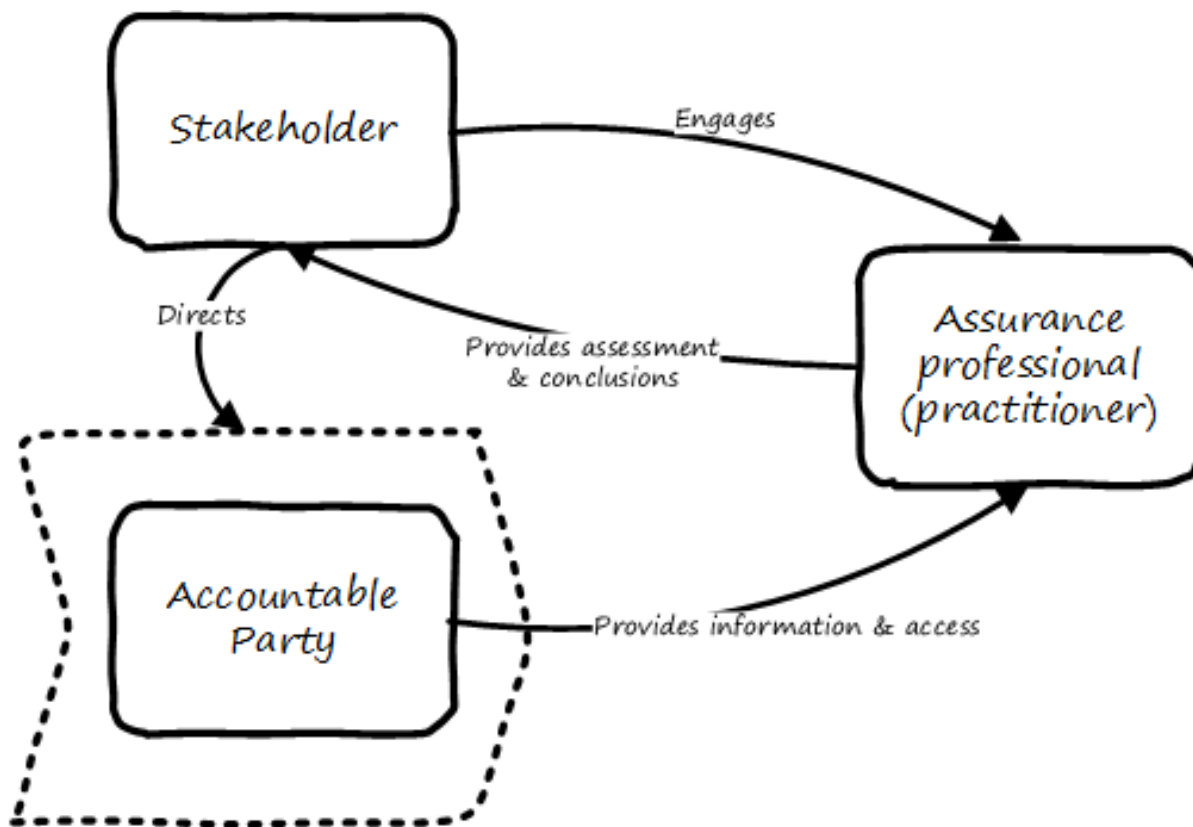 Stakeholder
Engages
Directs
Provides assessment
& conclusions
Assurance
professional
(practitioner)
Accountable
Party
Provides information & access